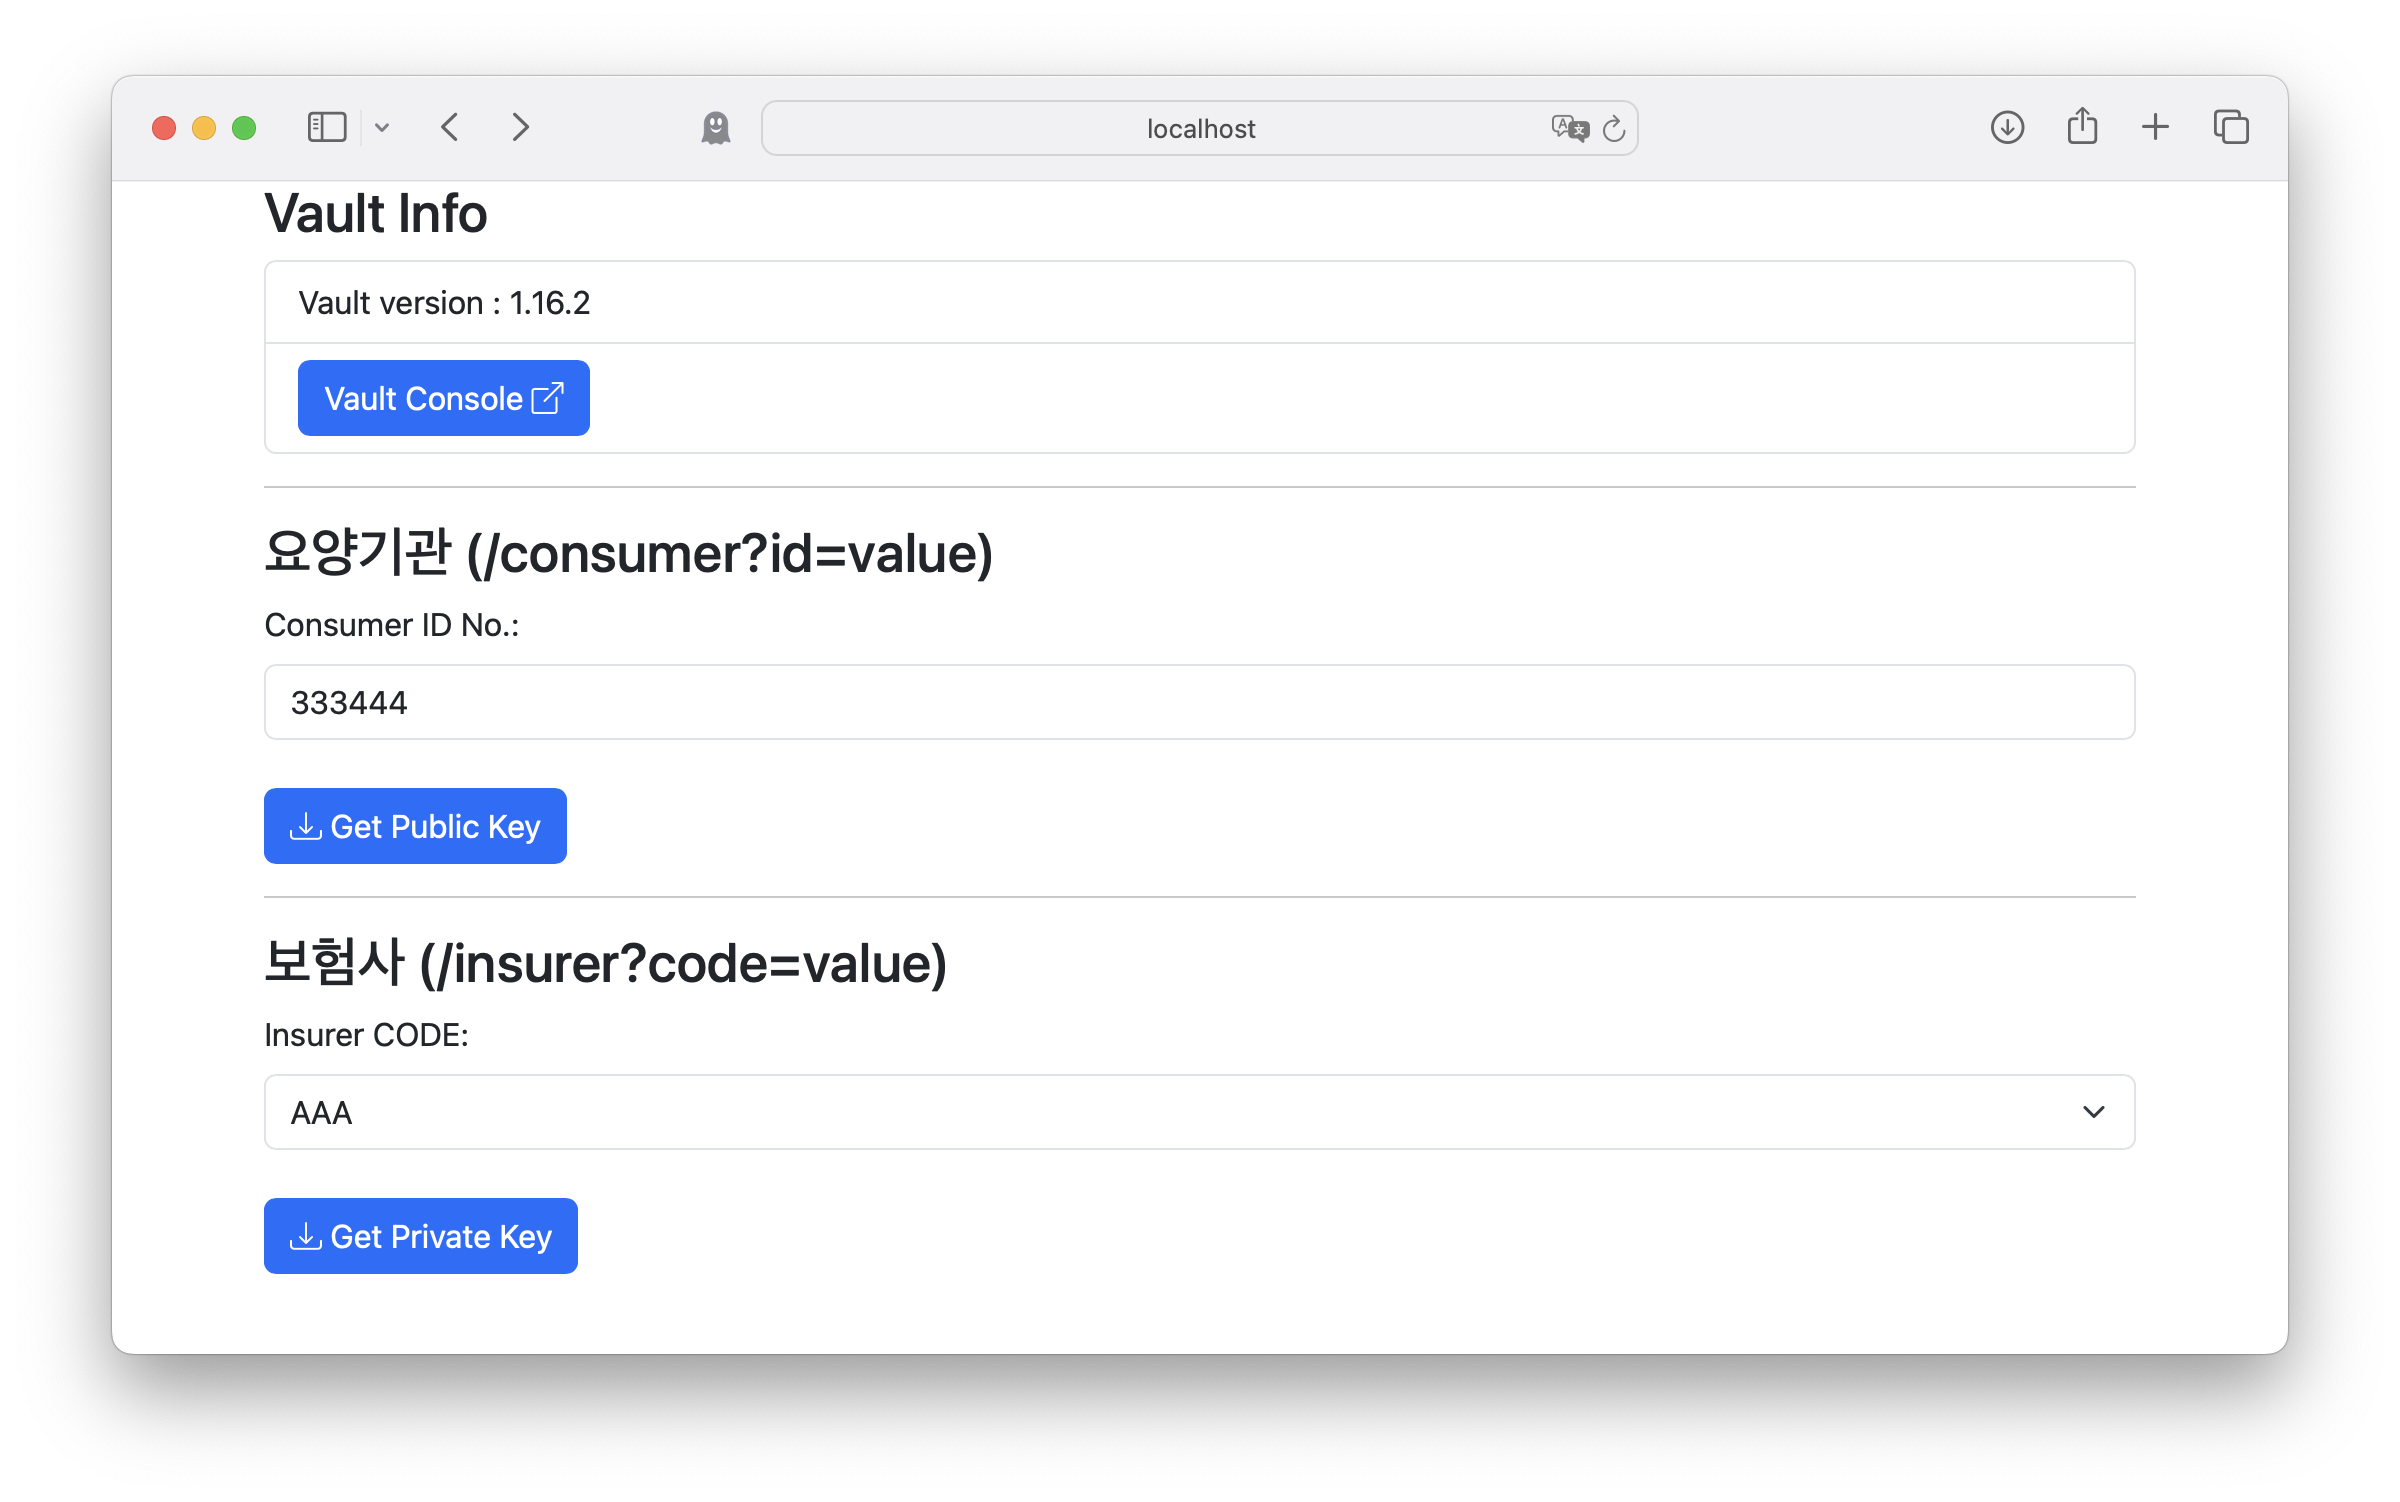 localhost
Vault Info
Vault version : 1.16.2
Vault Console
요양기관 (/consumer?id=value)
Consumer ID No.:
333444
Get Public Key
보험사 (/insurer?code=value)
Insurer CODE:
AAA
Get Private Key